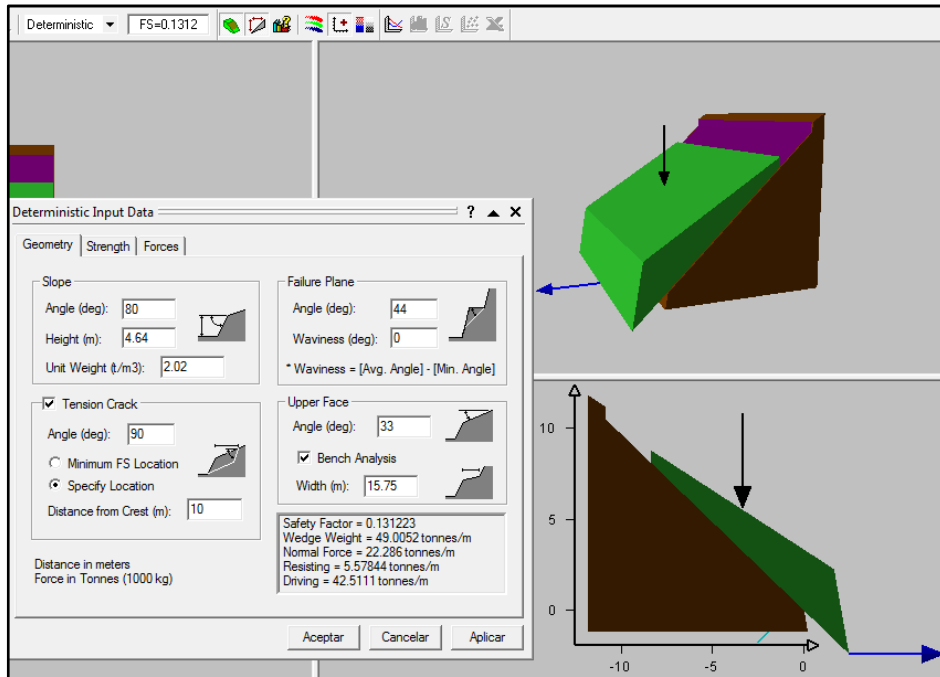 Deterministic FS=0.1312
Deterministic Input Data ? X
Geometry Strength Forces
Slope
Angle (deg): 80
Height (m): 4.64
Unit Weight (t/m3): 2.02
Failure Plane
Angle (deg): 44
Waviness (deg): 0
* Waviness = [Avg. Angle] - [Min. Angle]
Tension Crack
Angle (deg): 90
Minimum FS Location
Specify Location
Distance from Crest (m): 10
Upper Face
Angle (deg): 33
Bench Analysis
Width (m): 15.75
Distance in meters
Force in Tonnes (1000 kg)
Safety Factor = 0.131223
Wedge Weight = 49.0052 tonnes/m
Normal Force = 22.286 tonnes/m
Resisting = 5.57844 tonnes/m
Driving = 42.5111 tonnes/m
Aceptar Cancelar Aplicar
10
5
0
-10 -5 0